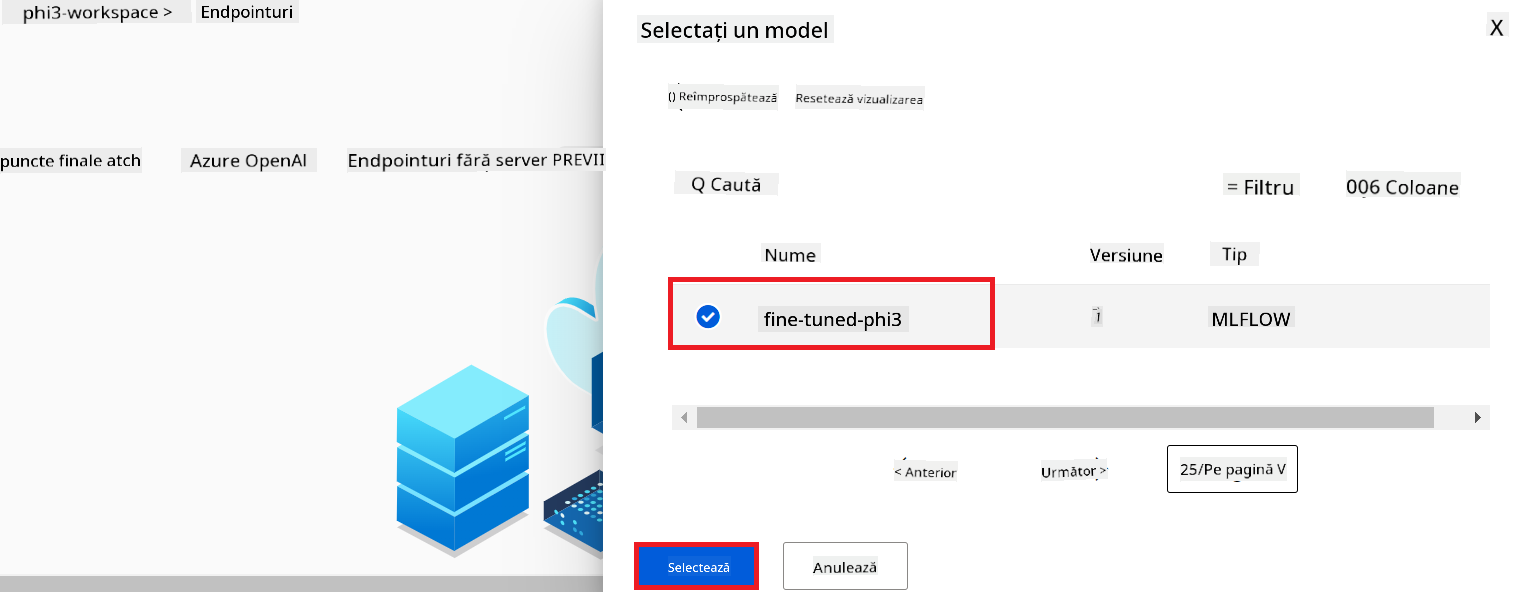 phi3-workspace > Endpointuri
Selectați un model X
() Reîmprospătează Resetează vizualizarea
puncte finale atch Azure OpenAI Endpointuri fără server PREVII
Q Caută = Filtru 006 Coloane
Nume Versiune Tip
fine-tuned-phi3 1 MLFLOW
< Anterior Următor > 25/Pe pagină V
Selectează Anulează